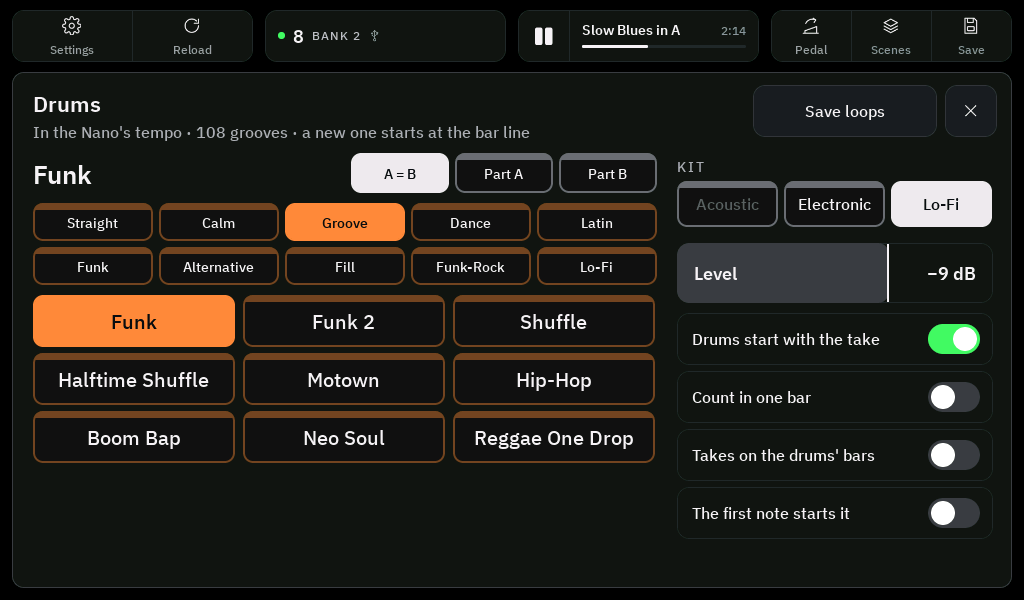 Settings
Reload
8 BANK 2
Slow Blues in A 2:14
Pedal
Scenes
Save
Drums
In the Nano's tempo · 108 grooves · a new one starts at the bar line
Save loops
Funk
A = B
Part A
Part B
Straight
Calm
Groove
Dance
Latin
Funk
Alternative
Fill
Funk-Rock
Lo-Fi
Funk
Funk 2
Shuffle
Halftime Shuffle
Motown
Hip-Hop
Boom Bap
Neo Soul
Reggae One Drop
KIT
Acoustic
Electronic
Lo-Fi
Level −9 dB
Drums start with the take
Count in one bar
Takes on the drums' bars
The first note starts it